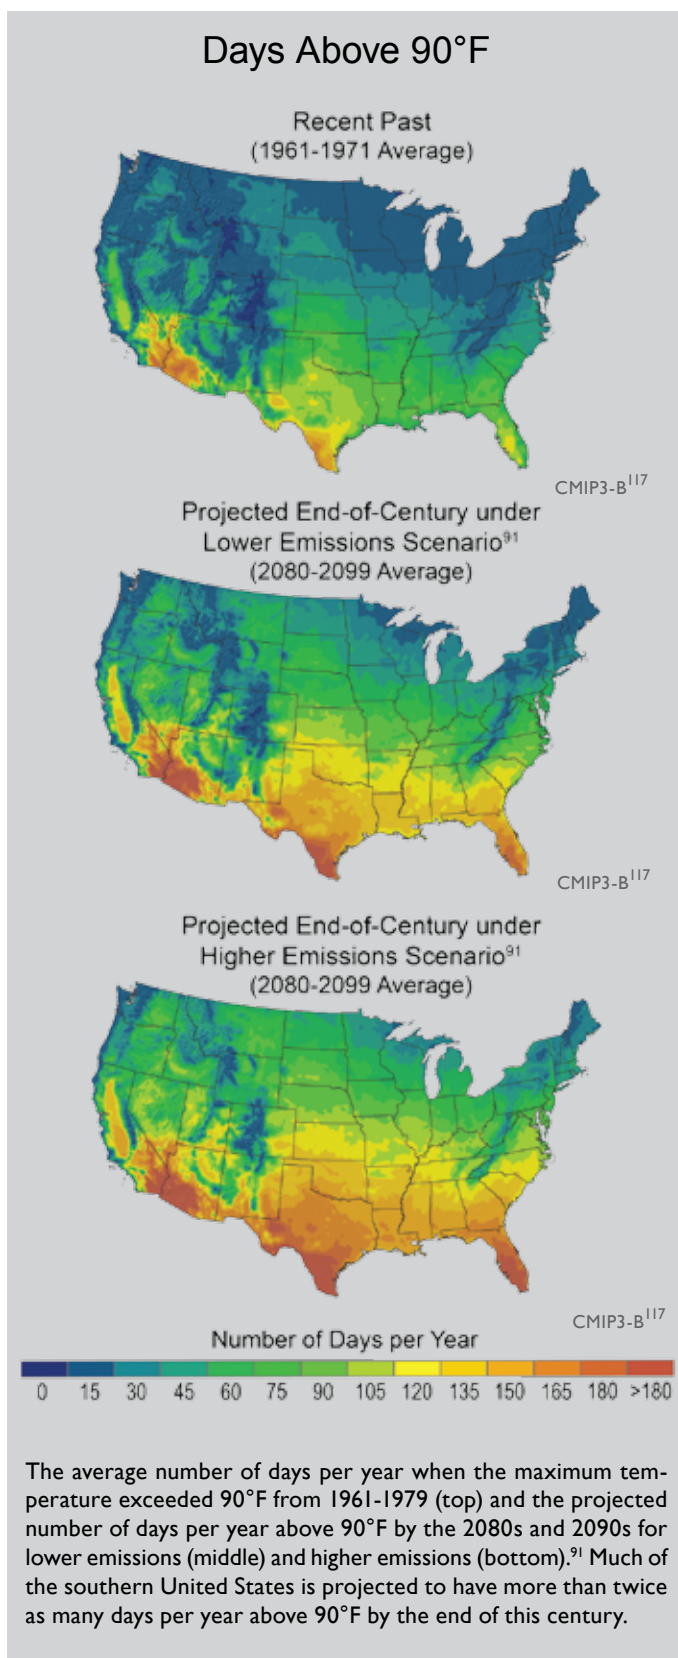 Days Above 90°F
Recent Past
(1961-1971 Average)
CMIP3-B117
Projected End-of-Century under
Lower Emissions Scenario91
(2080-2099 Average)
CMIP3-B117
Projected End-of-Century under
Higher Emissions Scenario91
(2080-2099 Average)
CMIP3-B117
Number of Days per Year
0 15 30 45 60 75 90 105 120 135 150 165 180 >180
The average number of days per year when the maximum tem-
perature exceeded 90°F from 1961-1979 (top) and the projected
number of days per year above 90°F by the 2080s and 2090s for
lower emissions (middle) and higher emissions (bottom).91 Much of
the southern United States is projected to have more than twice
as many days per year above 90°F by the end of this century.